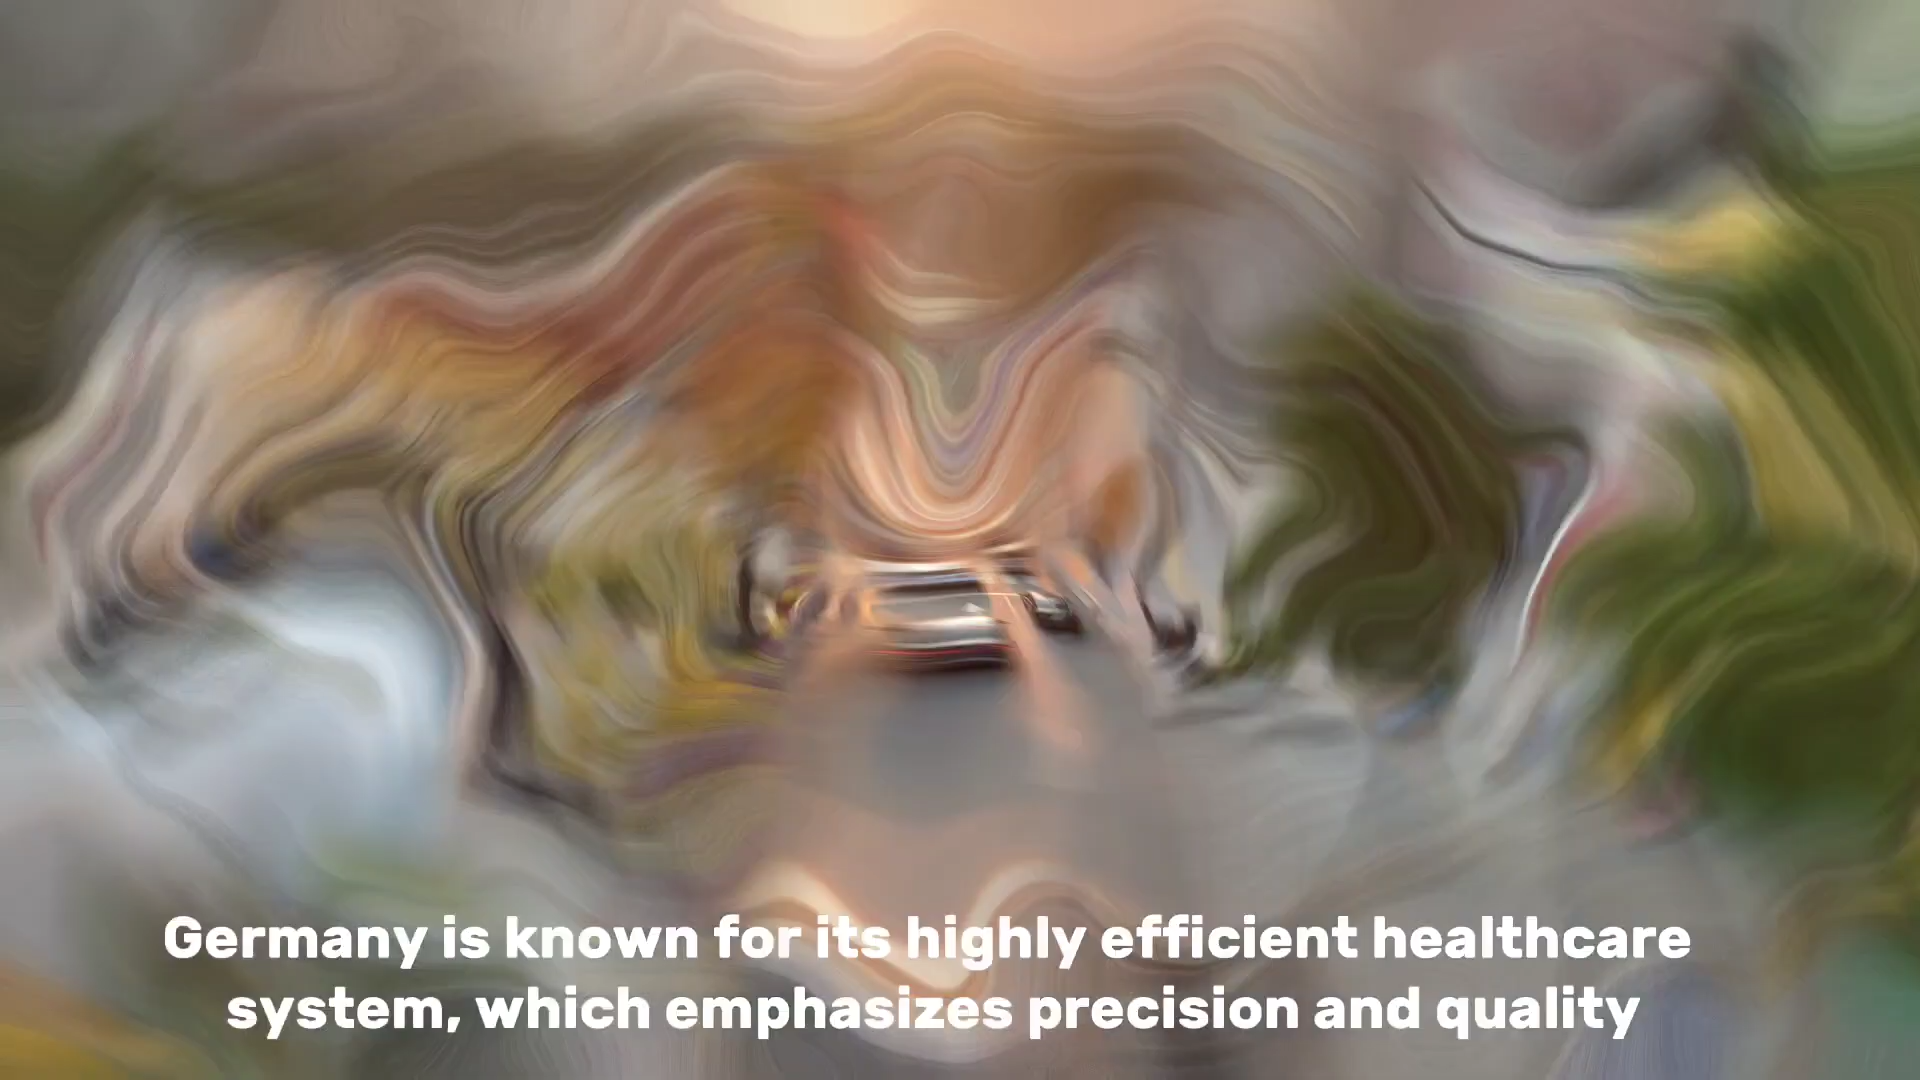 Germany is known for its highly efficient healthcare
system, which emphasizes precision and quality